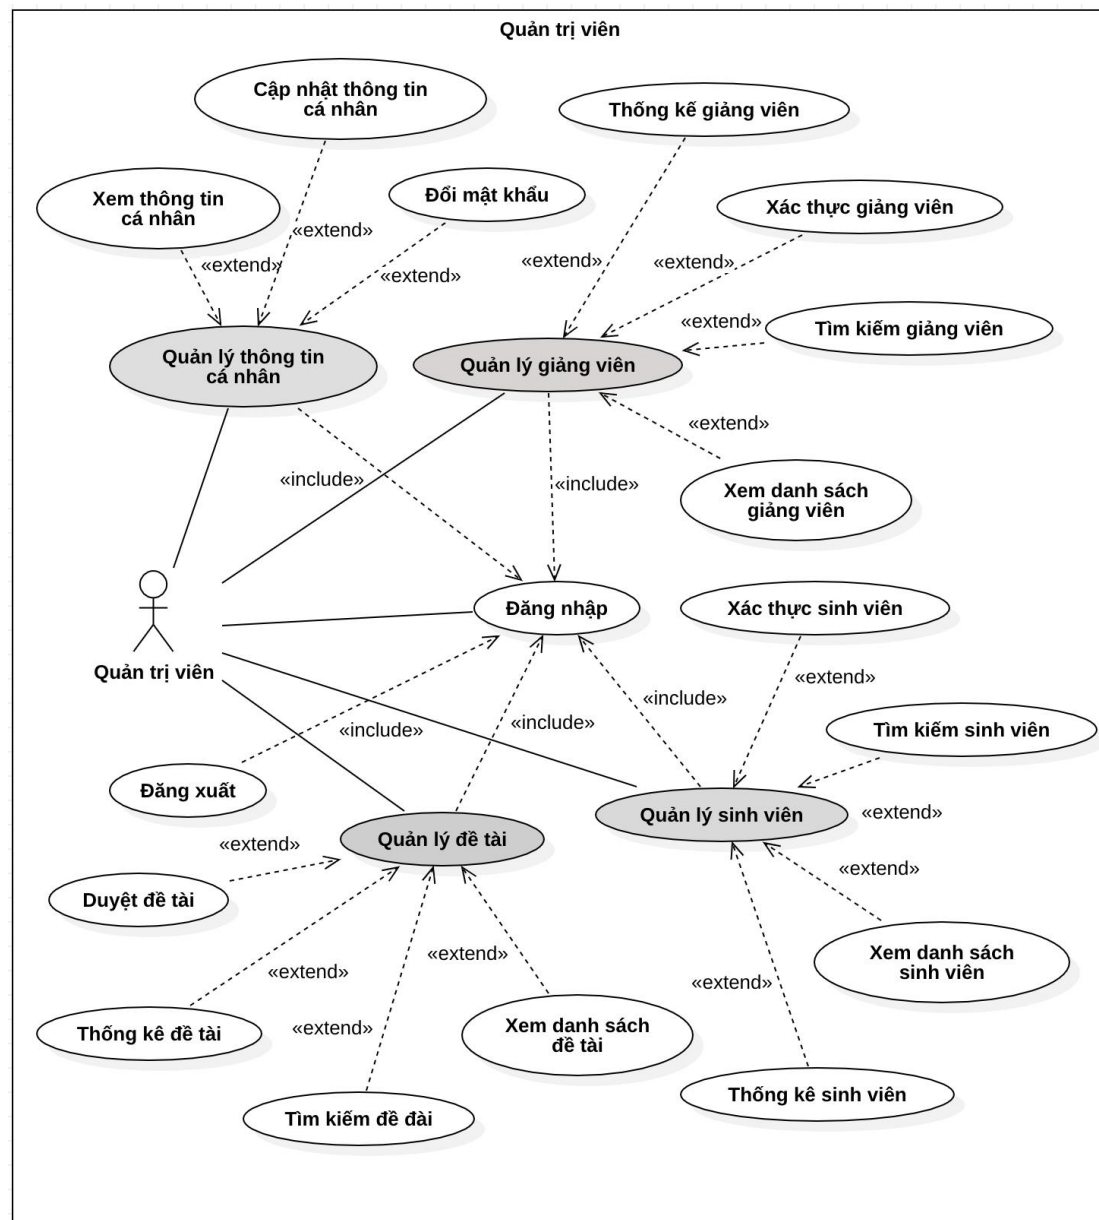 Quản trị viên
Cập nhật thông tin
cá nhân
Thống kế giảng viên
Xem thông tin
cá nhân
Đổi mật khẩu
Xác thực giảng viên
«extend»
«extend»
«extend»
«extend»
«extend»
Tìm kiếm giảng viên
«extend»
Quản lý thông tin
cá nhân
Quản lý giảng viên
«extend»
«include»
«include»
Xem danh sách
giảng viên
Đăng nhập
Xác thực sinh viên
Quản trị viên
«extend»
«include»
«include»
«include»
Tìm kiếm sinh viên
Đăng xuất
Quản lý sinh viên
«extend»
Quản lý đề tài
«extend»
«extend»
Duyệt đề tài
«extend»
«extend»
«extend»
Xem danh sách
sinh viên
«extend»
Thống kê đề tài
Xem danh sách
đề tài
Thống kê sinh viên
Tìm kiếm đề đài